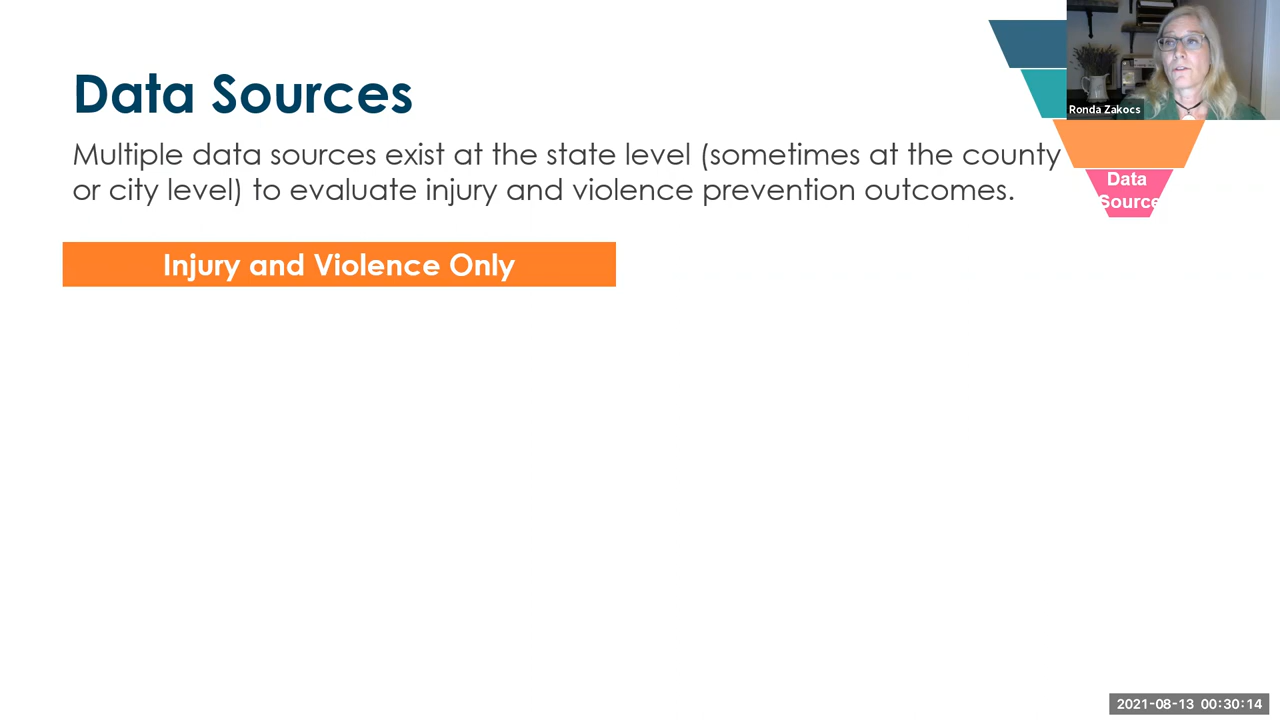 Data Sources
Multiple data sources exist at the state level (sometimes at the county
or city level) to evaluate injury and violence prevention outcomes.
Injury and Violence Only
Ronda Zakocs
Data
Source
2021-08-13 00:30:14